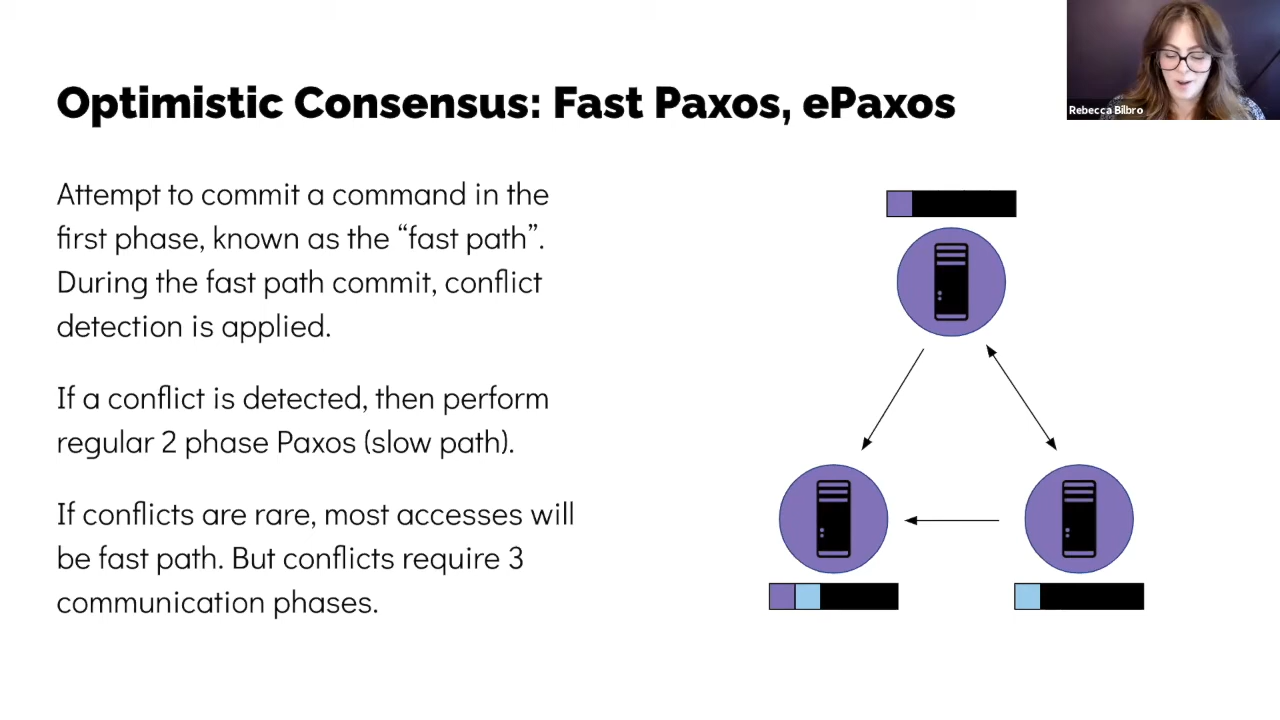 Optimistic Consensus: Fast Paxos, ePaxos
Rebecca Bilbro
Attempt to commit a command in the
first phase, known as the “fast path”.
During the fast path commit, conflict
detection is applied.
If a conflict is detected, then perform
regular 2 phase Paxos (slow path).
If conflicts are rare, most accesses will
be fast path. But conflicts require 3
communication phases.